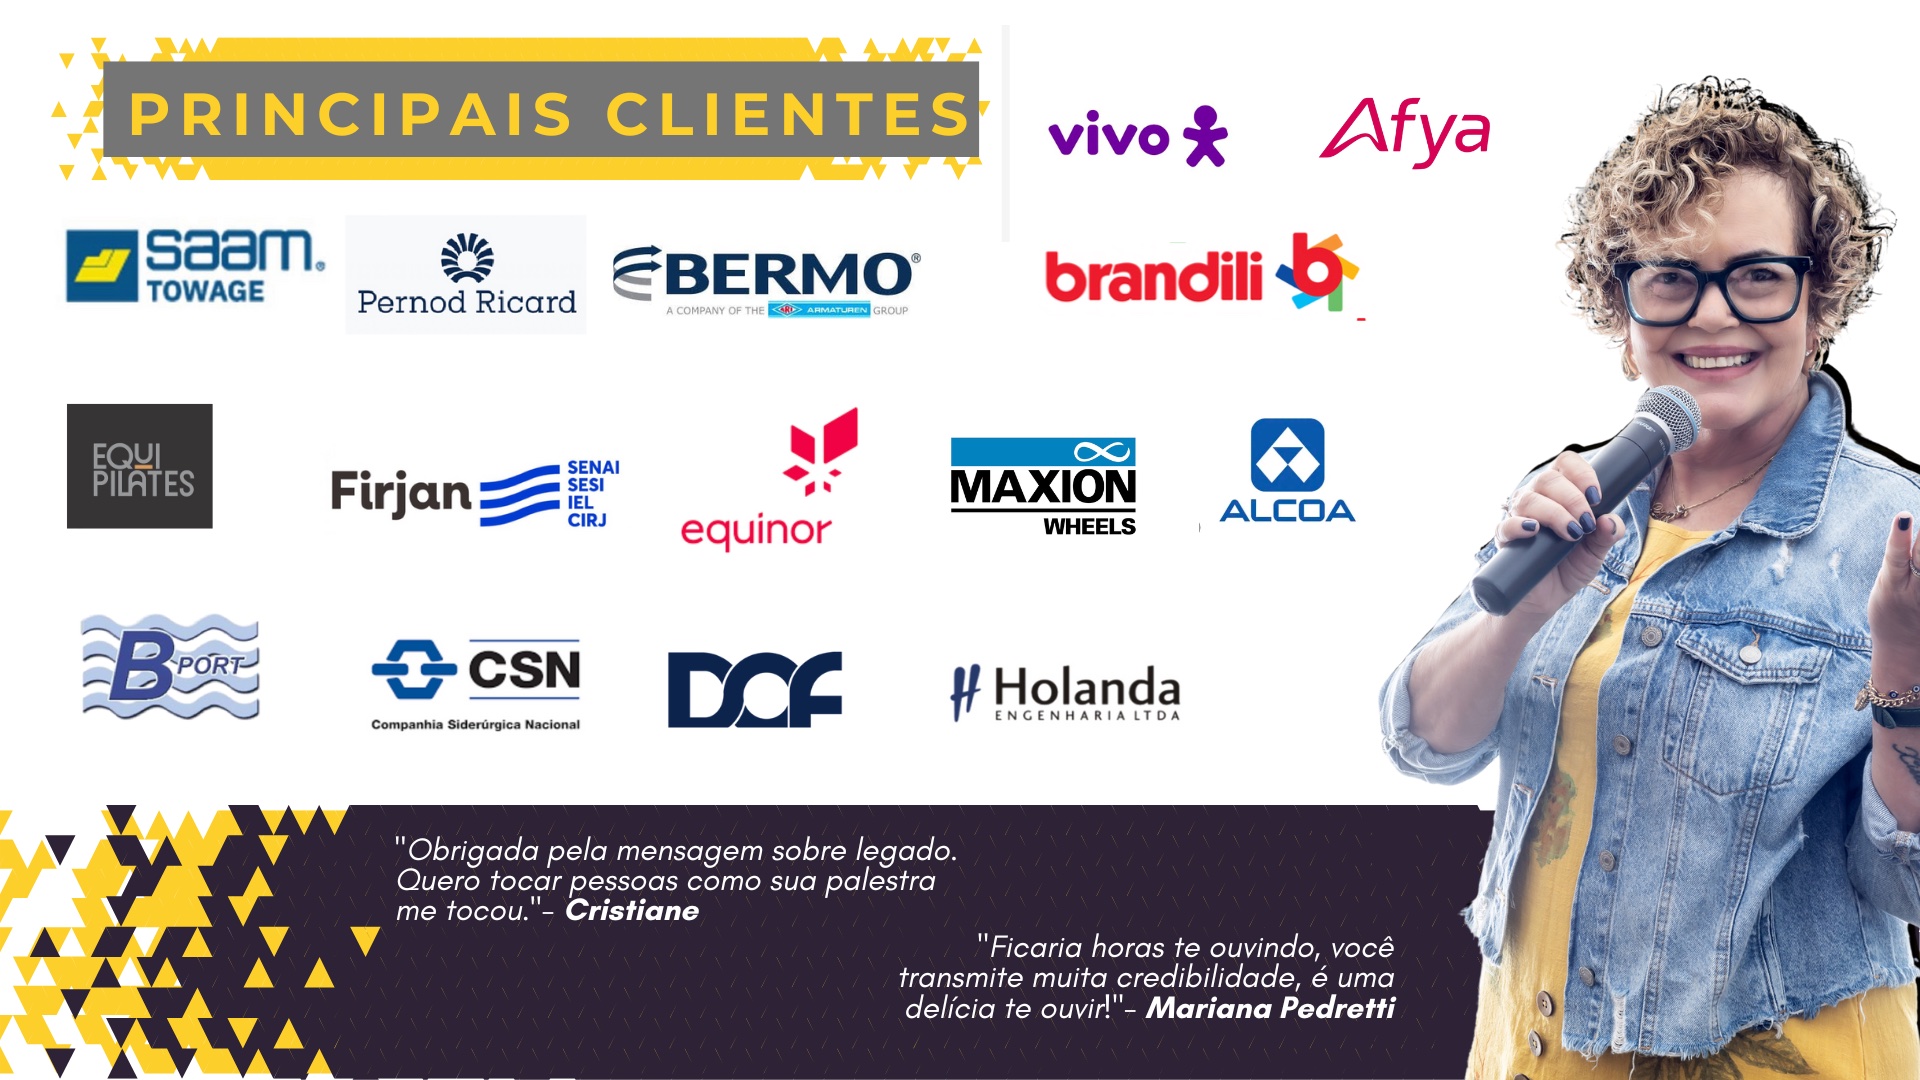 PRINCIPAIS CLIENTES
vivo
Afya
saam
TOWAGE
Pernod Ricard
BERMO®
A COMPANY OF THE ARI ARMATUREN GROUP
brandili b
EQUI
PILATES
Firjan
SENAI
SESI
IEL
CIRJ
equinor
MAXION
WHEELS
ALCOA
B PORT
CSN
Companhia Siderúrgica Nacional
DOF
H Holanda
ENGENHARIA LTDA
"Obrigada pela mensagem sobre legado.
Quero tocar pessoas como sua palestra
me tocou."- Cristiane
"Ficaria horas te ouvindo, você
transmite muita credibilidade, é uma
delícia te ouvir!"- Mariana Pedretti